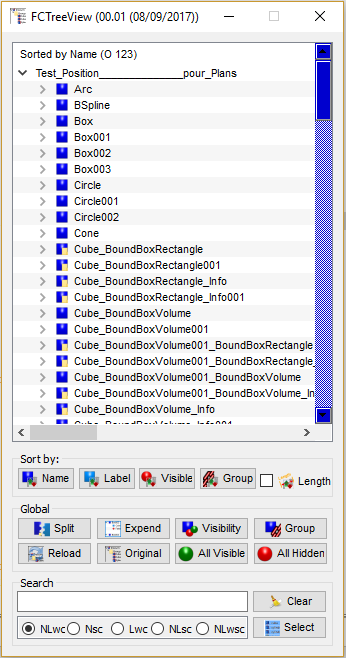 FCTreeView (00.01 (08/09/2017))
Sorted by Name (O 123)
Test_Position______________pour_Plans
Arc
BSpline
Box
Box001
Box002
Box003
Circle
Circle001
Circle002
Cone
Cube_BoundBoxRectangle
Cube_BoundBoxRectangle001
Cube_BoundBoxRectangle_Info
Cube_BoundBoxRectangle_Info001
Cube_BoundBoxVolume
Cube_BoundBoxVolume001
Cube_BoundBoxVolume001_BoundBoxRectangle
Cube_BoundBoxVolume001_BoundBoxRectangle_
Cube_BoundBoxVolume001_BoundBoxVolume
Cube_BoundBoxVolume001_BoundBoxVolume_In
Cube_BoundBoxVolume_Info
Cube_BoundBoxVolume_Info001
Sort by:
Name Label Visible Group Length
Global
Split Expend Visibility Group
Reload Original All Visible All Hidden
Search
Clear
NLwc Nsc Lwc NLsc NLwsc Select